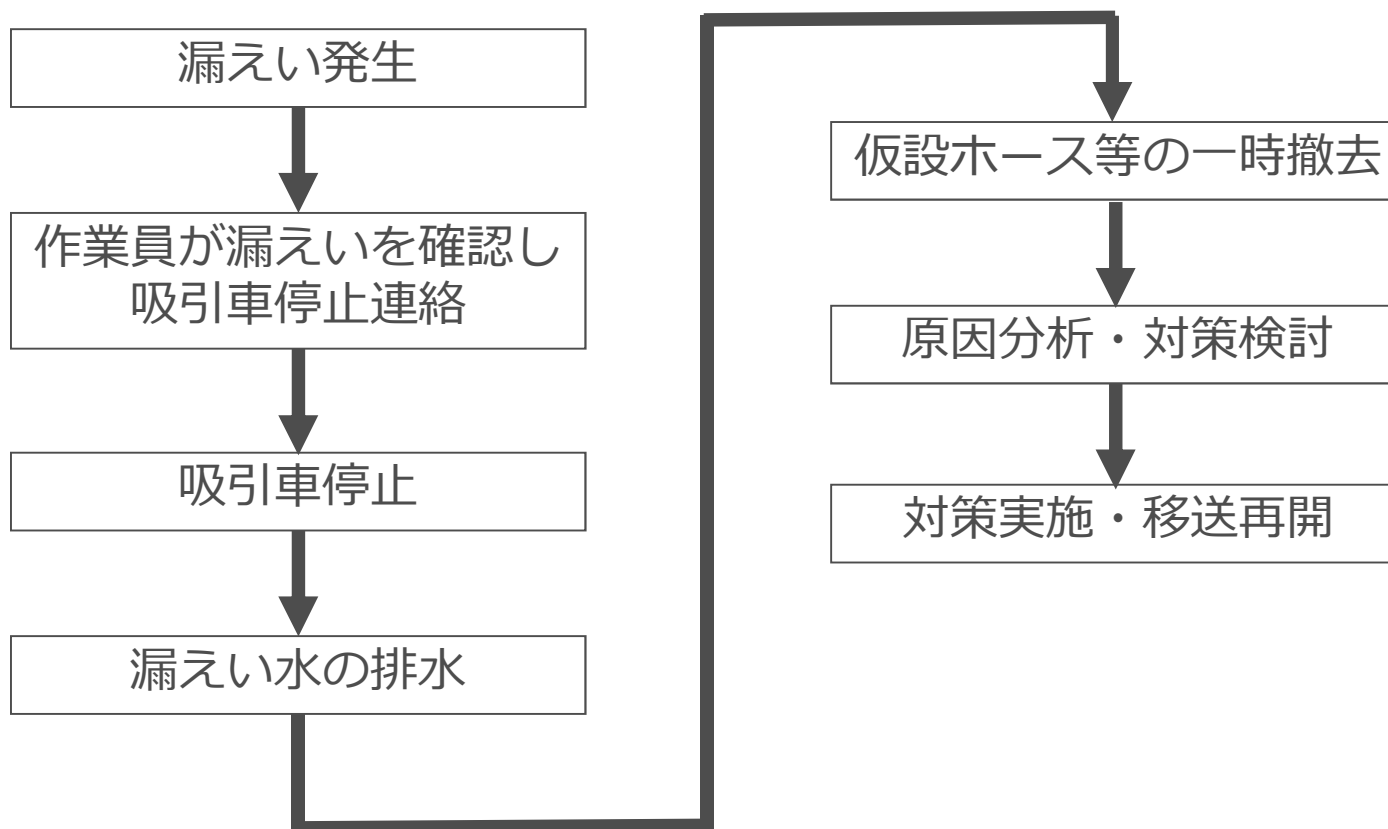 漏えい発生
作業員が漏えいを確認し
吸引車停止連絡
吸引車停止
漏えい水の排水
仮設ホース等の一時撤去
原因分析・対策検討
対策実施・移送再開